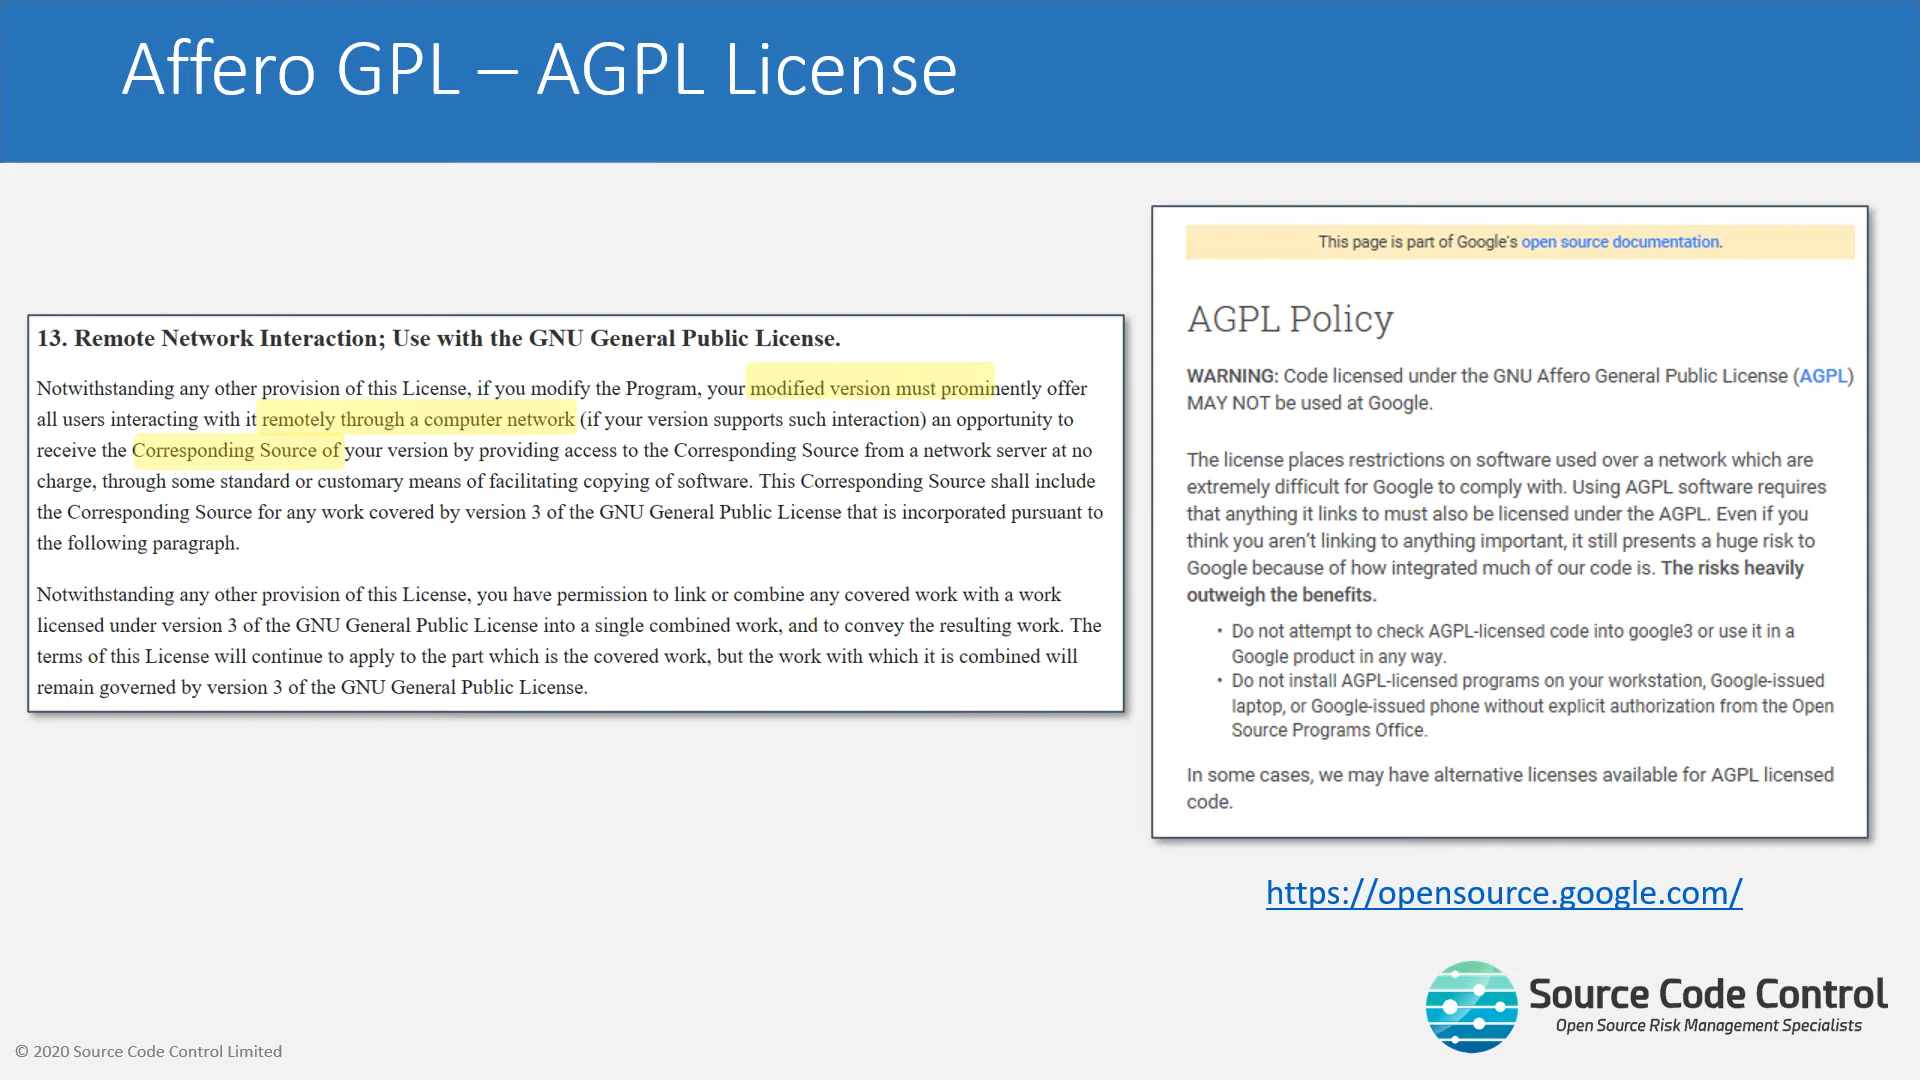 Affero GPL – AGPL License
13. Remote Network Interaction; Use with the GNU General Public License.
Notwithstanding any other provision of this License, if you modify the Program, your modified version must prominently offer
all users interacting with it remotely through a computer network (if your version supports such interaction) an opportunity to
receive the Corresponding Source of your version by providing access to the Corresponding Source from a network server at no
charge, through some standard or customary means of facilitating copying of software. This Corresponding Source shall include
the Corresponding Source for any work covered by version 3 of the GNU General Public License that is incorporated pursuant to
the following paragraph.
Notwithstanding any other provision of this License, you have permission to link or combine any covered work with a work
licensed under version 3 of the GNU General Public License into a single combined work, and to convey the resulting work. The
terms of this License will continue to apply to the part which is the covered work, but the work with which it is combined will
remain governed by version 3 of the GNU General Public License.
This page is part of Google's open source documentation.
AGPL Policy
WARNING: Code licensed under the GNU Affero General Public License (AGPL)
MAY NOT be used at Google.
The license places restrictions on software used over a network which are
extremely difficult for Google to comply with. Using AGPL software requires
that anything it links to must also be licensed under the AGPL. Even if you
think you aren't linking to anything important, it still presents a huge risk to
Google because of how integrated much of our code is. The risks heavily
outweigh the benefits.
• Do not attempt to check AGPL-licensed code into google3 or use it in a
Google product in any way.
• Do not install AGPL-licensed programs on your workstation, Google-issued
laptop, or Google-issued phone without explicit authorization from the Open
Source Programs Office.
In some cases, we may have alternative licenses available for AGPL licensed
code.
https://opensource.google.com/
Source Code Control
Open Source Risk Management Specialists
© 2020 Source Code Control Limited